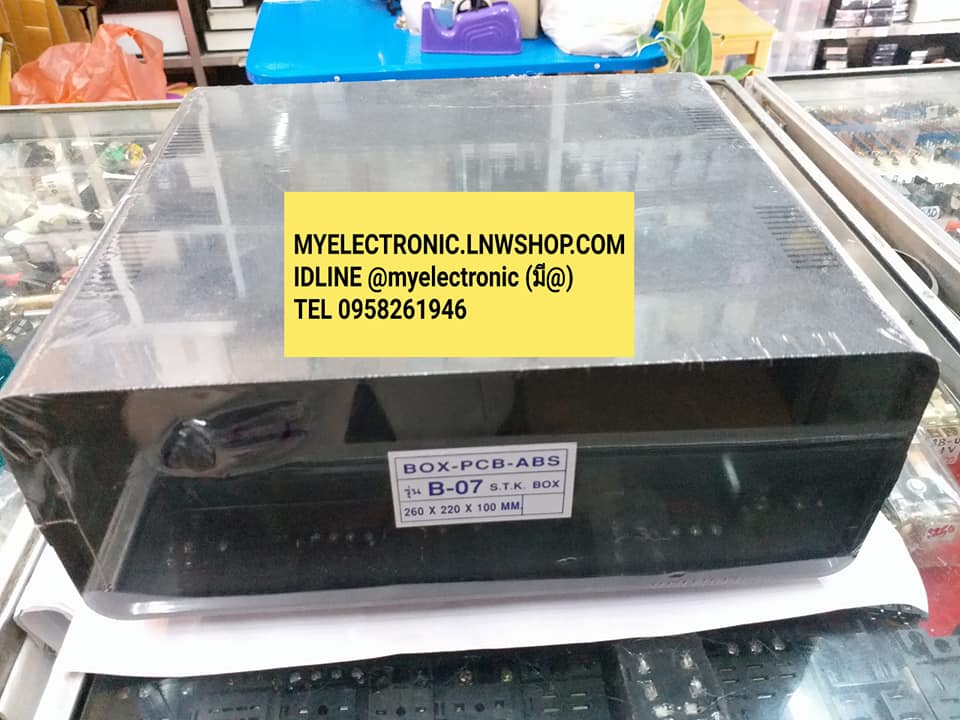 MYELECTRONIC.LNWSHOP.COM
IDLINE @myelectronic (มี@)
TEL 0958261946
BOX-PCB-ABS
รุ่น B-07 S.T.K. BOX
260 X 220 X 100 MM.
3250